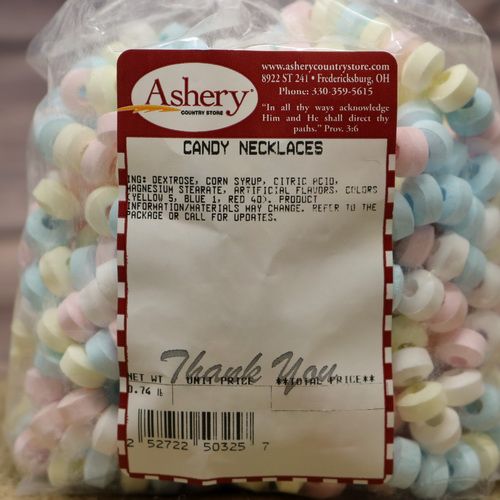 Ashery
COUNTRY STORE
www.asherycountrystore.com
8922 ST 241 • Fredericksburg, OH
Phone: 330-359-5615
"In all thy ways acknowledge
Him and He shall direct thy
paths." Prov. 3:6
CANDY NECKLACES
ING: DEXTROSE, CORN SYRUP, CITRIC ACID,
MAGNESIUM STEARATE, ARTIFICIAL FLAVORS, COLORS
(YELLOW 5, BLUE 1, RED 40). PRODUCT
INFORMATION/MATERIALS MAY CHANGE. REFER TO THE
PACKAGE OR CALL FOR UPDATES.
Thank You
NET WT UNIT PRICE **TOTAL PRICE**
0.74 lb
2 52722 50325 7